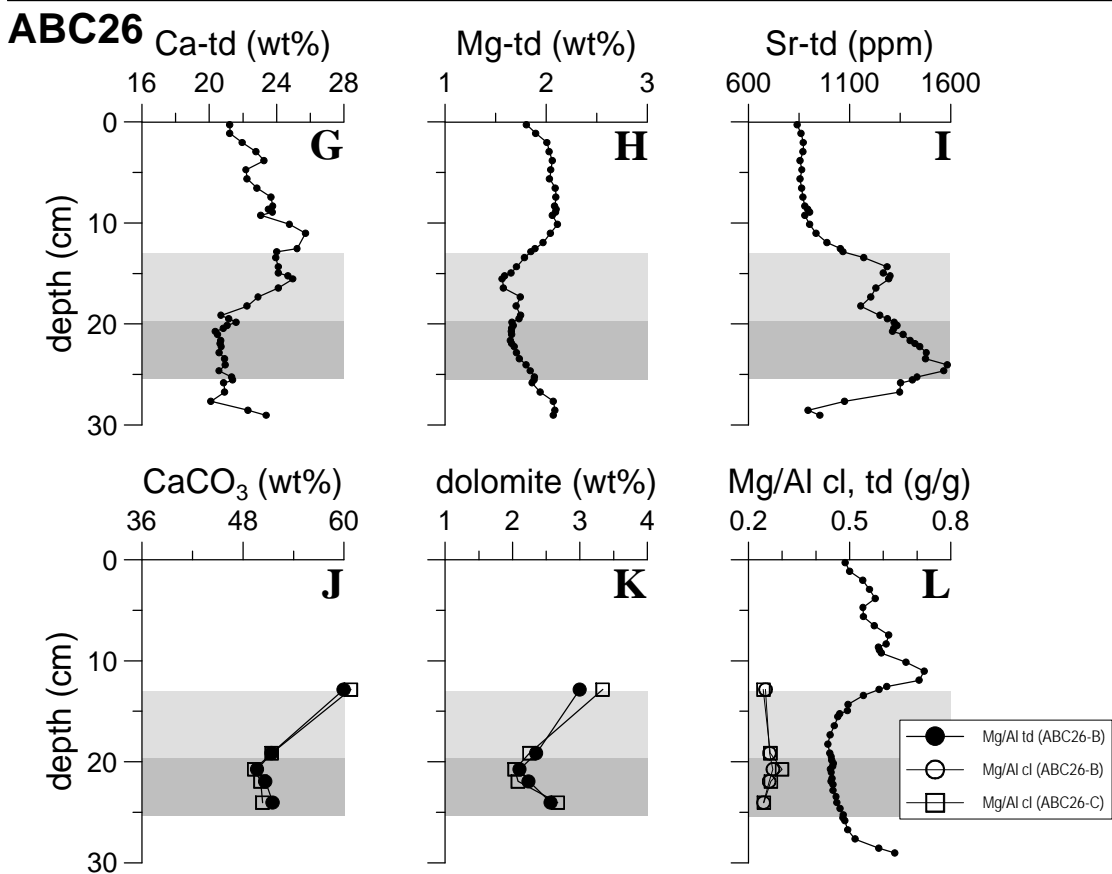 ABC26
Ca-td (wt%)
16 20 24 28
Mg-td (wt%)
1 2 3
Sr-td (ppm)
600 1100 1600
0
10
20
30
depth (cm)
G
H
I
CaCO₃ (wt%)
36 48 60
dolomite (wt%)
1 2 3 4
Mg/Al cl, td (g/g)
0.2 0.5 0.8
0
10
20
30
depth (cm)
J
K
L
Mg/Al td (ABC26-B)
Mg/Al cl (ABC26-B)
Mg/Al cl (ABC26-C)